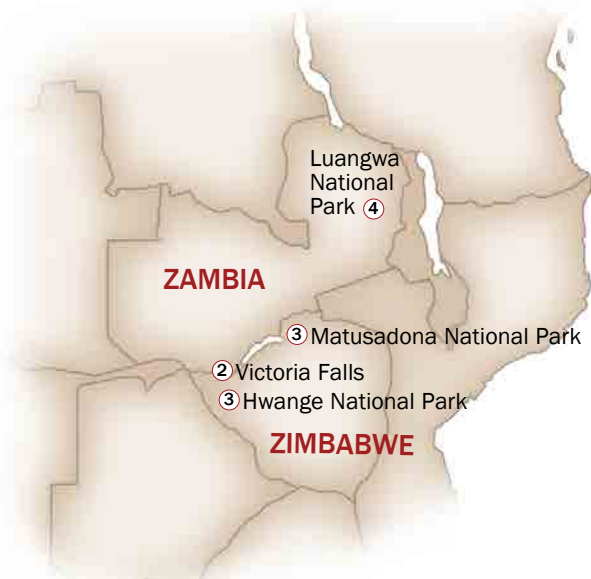 Luangwa
National
Park 4
ZAMBIA
3 Matusadona National Park
2 Victoria Falls
3 Hwange National Park
ZIMBABWE